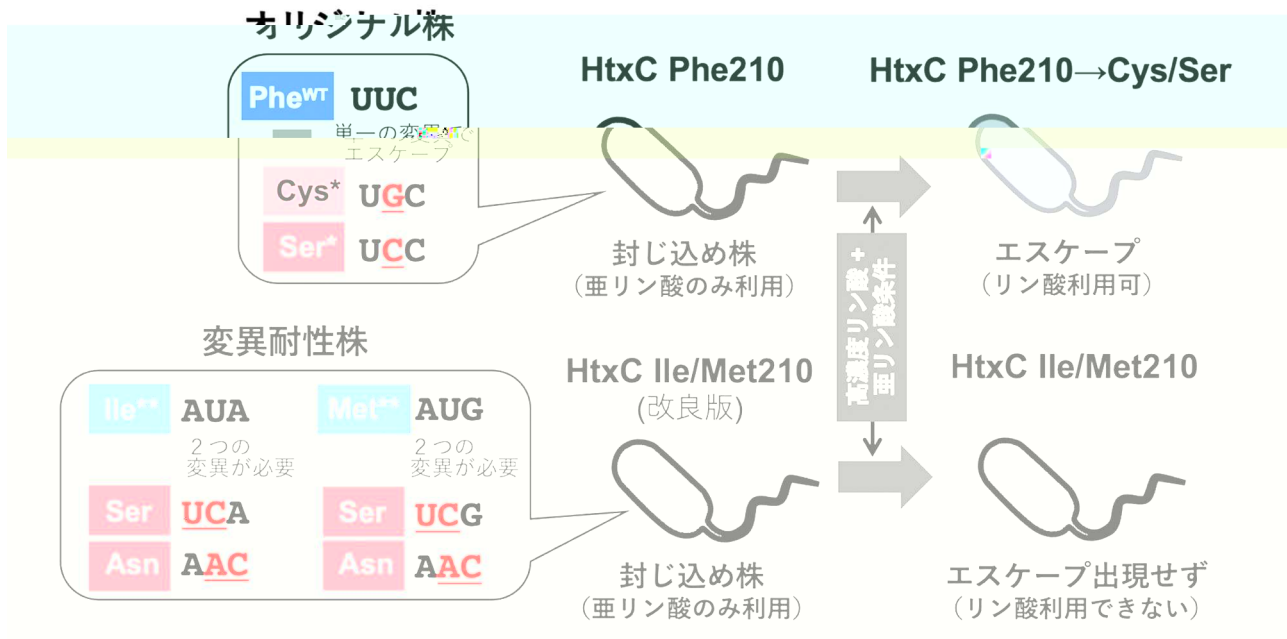 オリジナル株
Phe^WT UUC
単一の変異で
エスケープ
Cys* UGC
Ser* UCC
HtxC Phe210
封じ込め株
(亜リン酸のみ利用)
HtxC Phe210→Cys/Ser
エスケープ
(リン酸利用可)
高濃度リン酸 +
亜リン酸条件
変異耐性株
Ile** AUA
2つの
変異が必要
Ser UCA
Asn AAC
Met** AUG
2つの
変異が必要
Ser UCG
Asn AAC
HtxC Ile/Met210
(改良版)
封じ込め株
(亜リン酸のみ利用)
HtxC Ile/Met210
エスケープ出現せず
(リン酸利用できない)